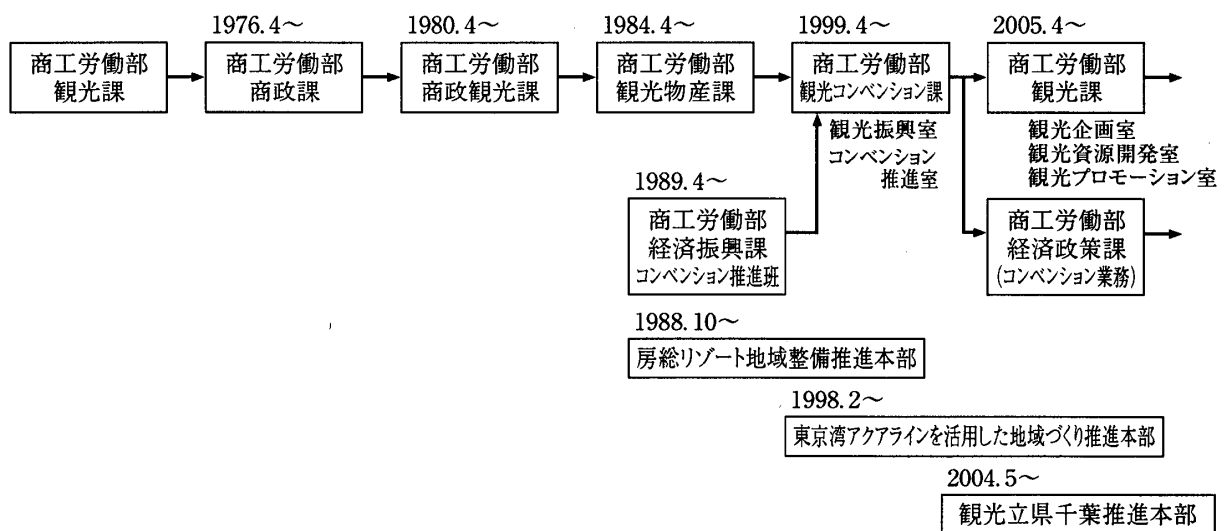 1976.4～
1980.4～
1984.4～
1999.4～
2005.4～
商工労働部
観光課
商工労働部
商政課
商工労働部
商政観光課
商工労働部
観光物産課
商工労働部
観光コンベンション課
商工労働部
観光課
観光振興室
コンベンション
推進室
観光企画室
観光資源開発室
観光プロモーション室
1989.4～
商工労働部
経済振興課
コンベンション推進班
商工労働部
経済政策課
(コンベンション業務)
1988.10～
房総リゾート地域整備推進本部
1998.2～
東京湾アクアラインを活用した地域づくり推進本部
2004.5～
観光立県千葉推進本部